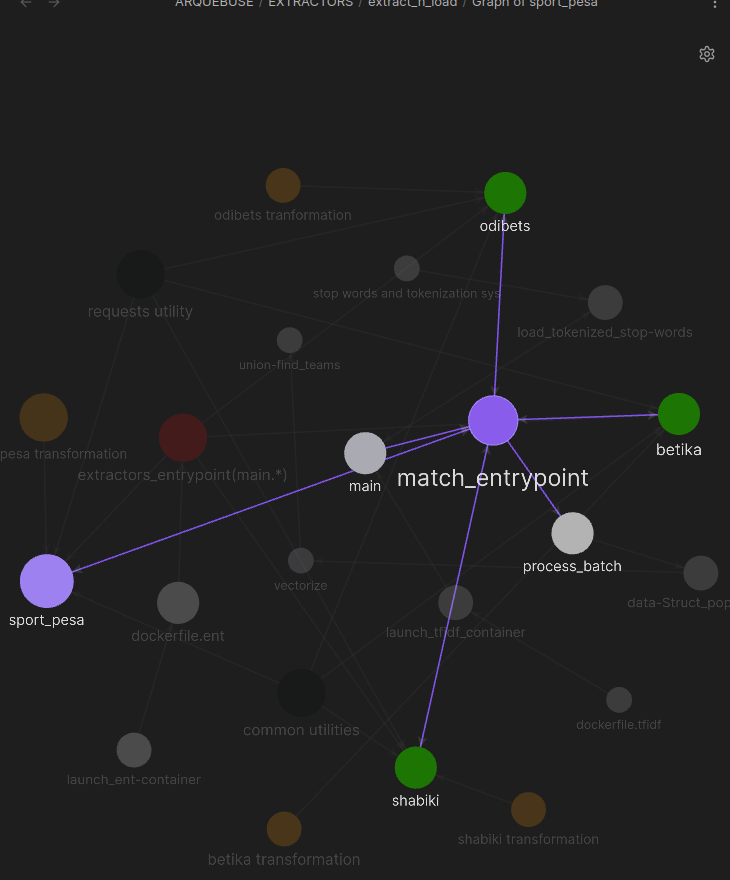 ARQUEBUSE / EXTRACTORS / extract_n_load / Graph of sport_pesa
odibets tranformation
odibets
requests utility
stop words and tokenization sys
load_tokenized_stop-words
union-find_teams
pesa transformation
extractors_entrypoint(main.*)
main
match_entrypoint
betika
process_batch
vectorize
sport_pesa
dockerfile.ent
launch_tfidf_container
data-Struct_pop
common utilities
dockerfile.tfidf
launch_ent-container
shabiki
betika transformation
shabiki transformation